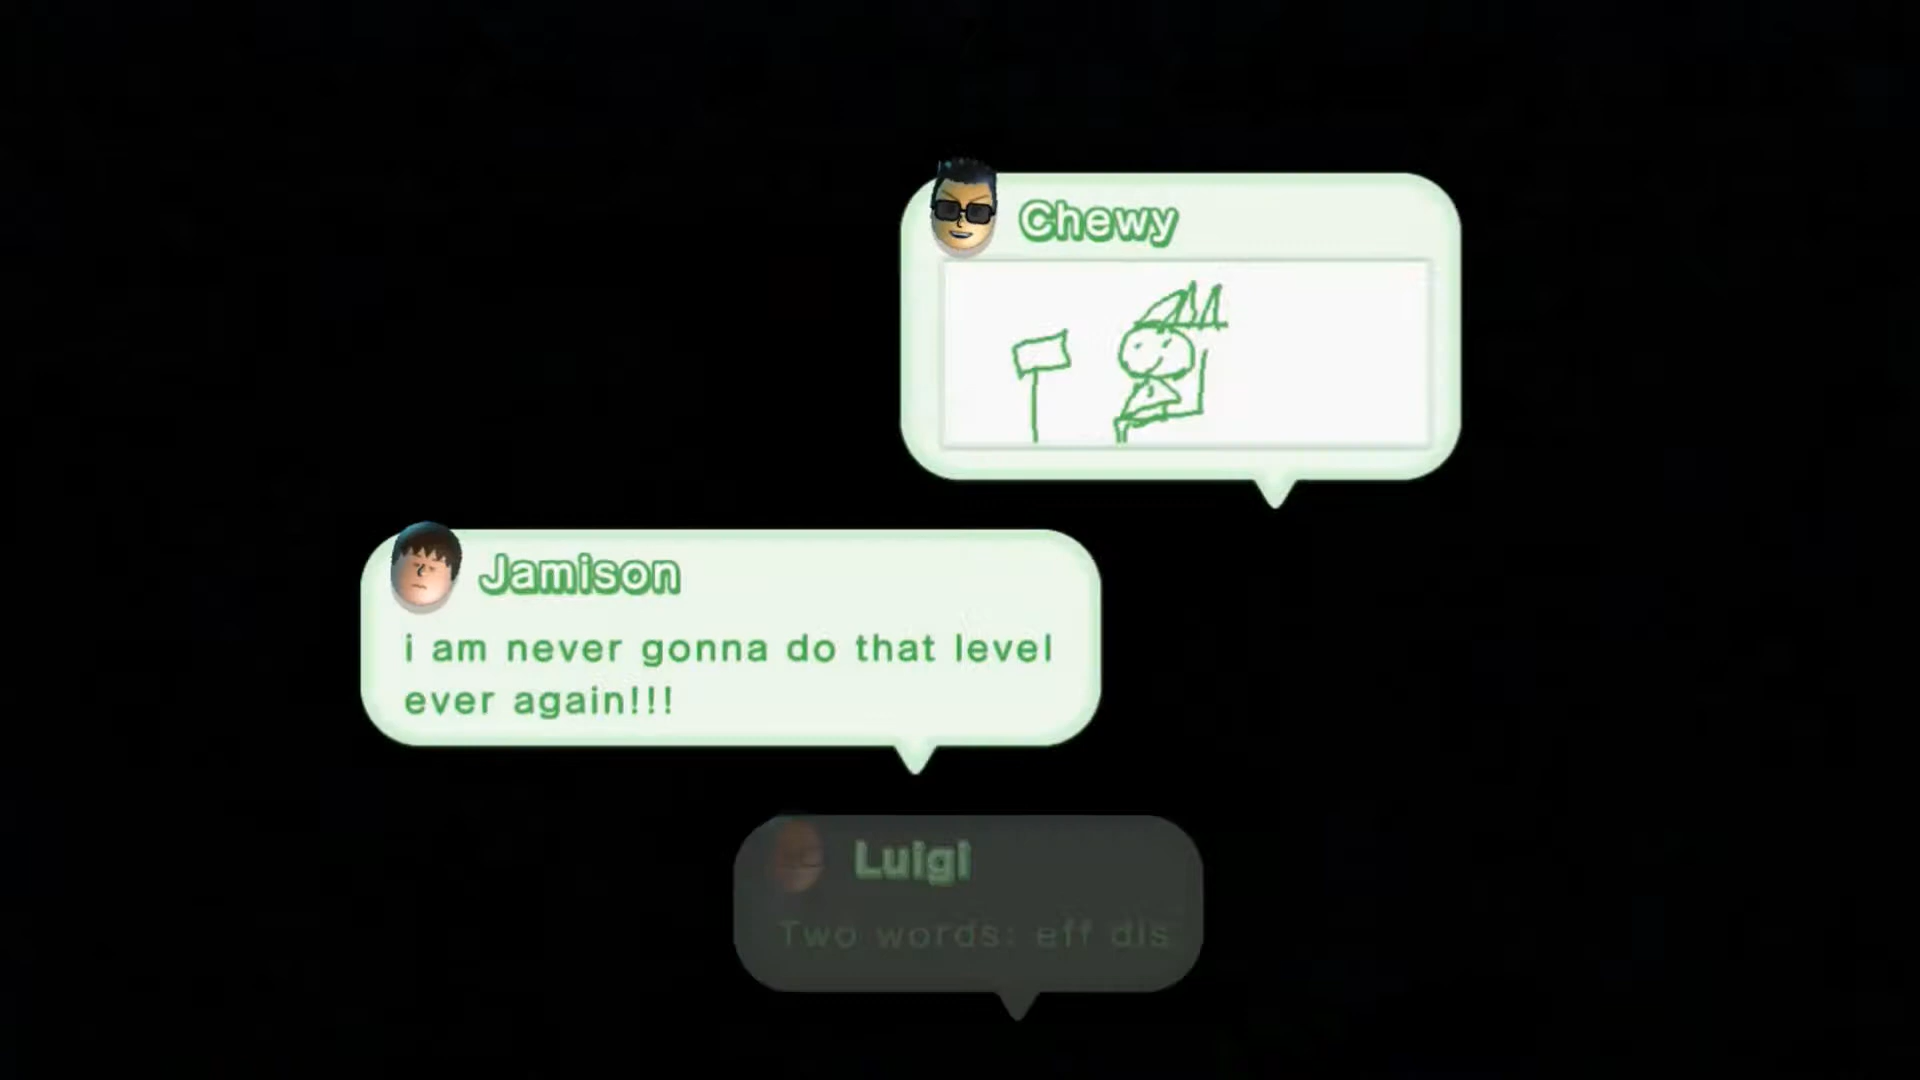 Chewy
Jamison
i am never gonna do that level
ever again!!!
Luigi
Two words: eff dis